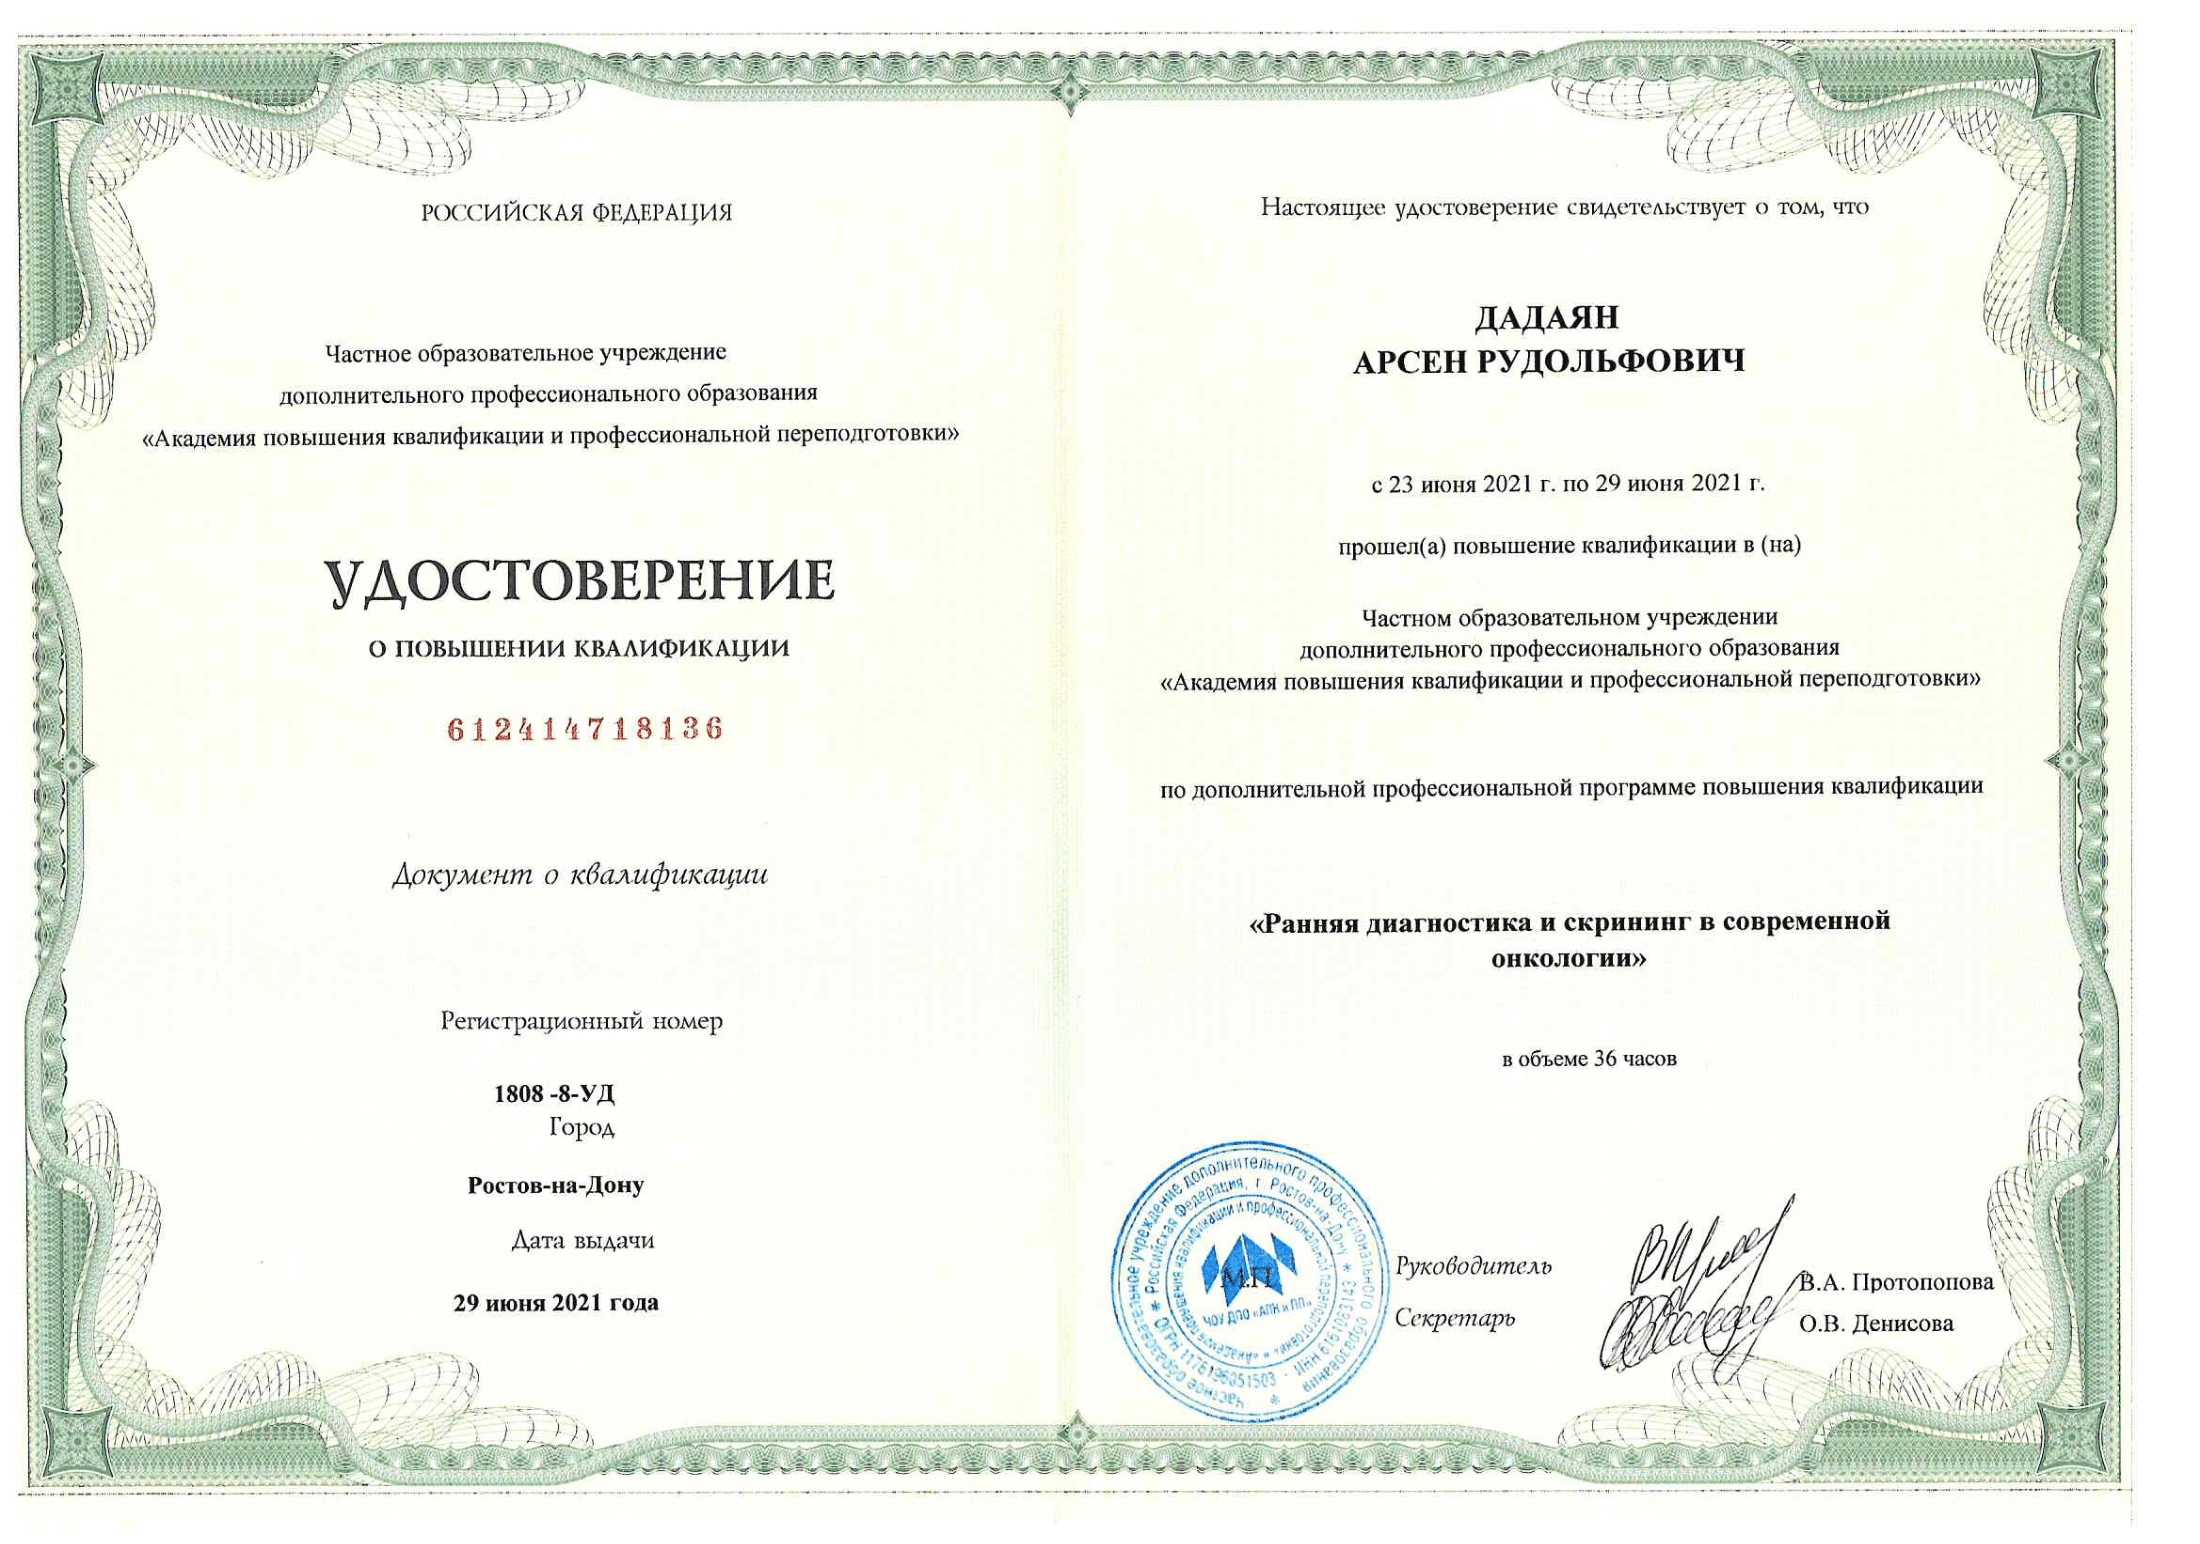 РОССИЙСКАЯ ФЕДЕРАЦИЯ
Частное образовательное учреждение
дополнительного профессионального образования
«Академия повышения квалификации и профессиональной переподготовки»
УДОСТОВЕРЕНИЕ
О ПОВЫШЕНИИ КВАЛИФИКАЦИИ
612414718136
Документ о квалификации
Регистрационный номер
1808 -8-УД
Город
Ростов-на-Дону
Дата выдачи
29 июня 2021 года
Настоящее удостоверение свидетельствует о том, что
ДАДАЯН
АРСЕН РУДОЛЬФОВИЧ
с 23 июня 2021 г. по 29 июня 2021 г.
прошел(а) повышение квалификации в (на)
Частном образовательном учреждении
дополнительного профессионального образования
«Академия повышения квалификации и профессиональной переподготовки»
по дополнительной профессиональной программе повышения квалификации
«Ранняя диагностика и скрининг в современной
онкологии»
в объеме 36 часов
Частное образовательное учреждение дополнительного профессионального образования
Российская Федерация, г. Ростов-на-Дону * ИНН 6161083143 · ОГРН 1176196051503
«Академия повышения квалификации и профессиональной переподготовки»
М.П.
ЧОУ ДПО «АПК и ПП»
Руководитель
В.А. Протопопова
Секретарь
О.В. Денисова